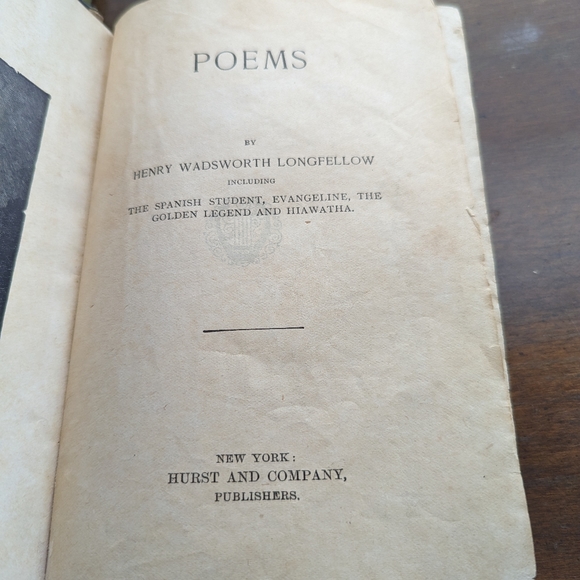 POEMS
BY
HENRY WADSWORTH LONGFELLOW
INCLUDING
THE SPANISH STUDENT, EVANGELINE, THE
GOLDEN LEGEND AND HIAWATHA.
NEW YORK:
HURST AND COMPANY,
PUBLISHERS.